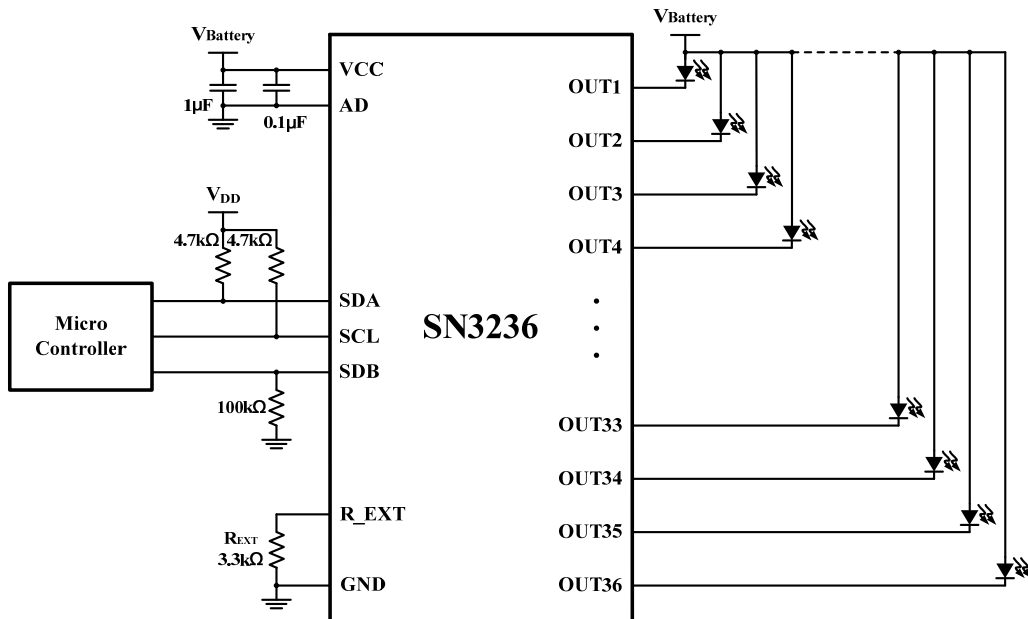 VBattery
VCC
1μF
0.1μF
AD
VDD
4.7kΩ 4.7kΩ
Micro
Controller
SDA
SCL
SDB
100kΩ
R_EXT
REXT
3.3kΩ
GND
SN3236
VBattery
OUT1
OUT2
OUT3
OUT4
OUT33
OUT34
OUT35
OUT36